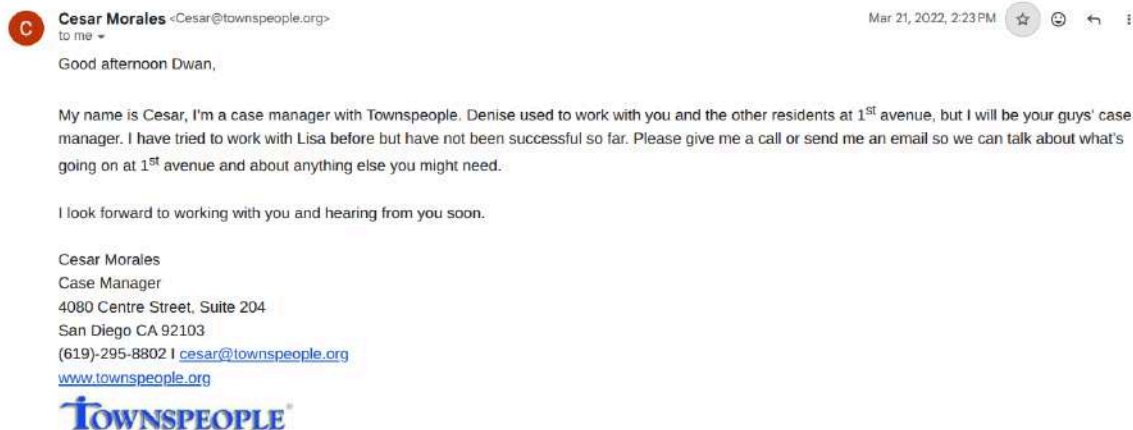 C
Cesar Morales <Cesar@townspeople.org>
Mar 21, 2022, 2:23 PM
to me
Good afternoon Dwan,
My name is Cesar, I'm a case manager with Townspeople. Denise used to work with you and the other residents at 1st avenue, but I will be your guys' case
manager. I have tried to work with Lisa before but have not been successful so far. Please give me a call or send me an email so we can talk about what's
going on at 1st avenue and about anything else you might need.
I look forward to working with you and hearing from you soon.
Cesar Morales
Case Manager
4080 Centre Street, Suite 204
San Diego CA 92103
(619)-295-8802 I cesar@townspeople.org
www.townspeople.org
TOWNSPEOPLE